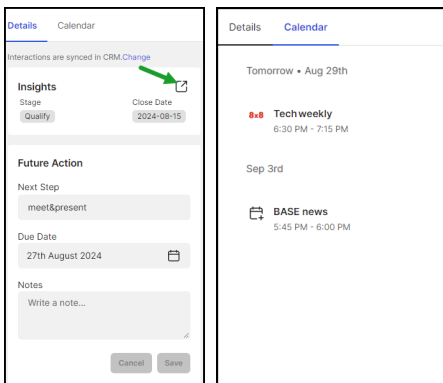 Details Calendar
Interactions are synced in CRM.Change
Insights
Stage Close Date
Qualify 2024-08-15
Future Action
Next Step
meet&present
Due Date
27th August 2024
Notes
Write a note...
Cancel Save
Details Calendar
Tomorrow • Aug 29th
8x8 Tech weekly
6:30 PM - 7:15 PM
Sep 3rd
BASE news
5:45 PM - 6:00 PM